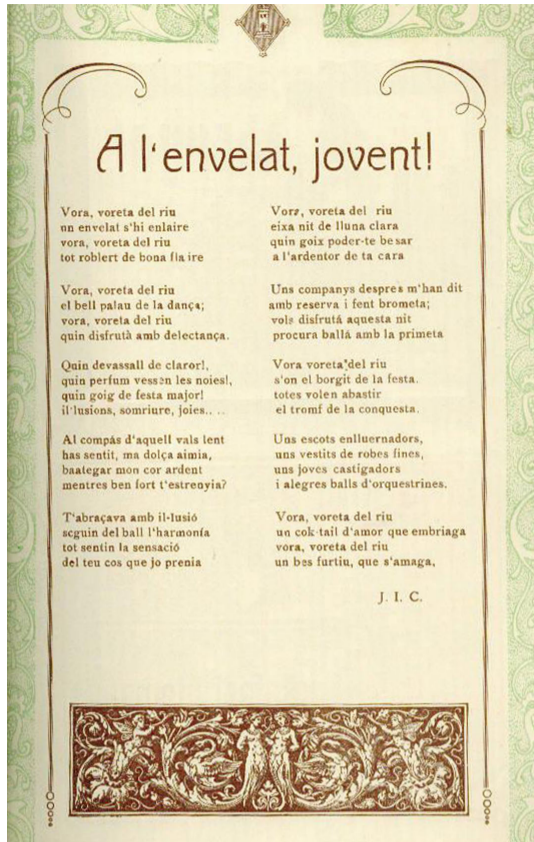 A l'envelat, jovent!
Vora, voreta del riu
un envelat s'hi enlaire
vora, voreta del riu
tot roblert de bona flaire
Vora, voreta del riu
el bell palau de la dança;
vora, voreta del riu
quin disfrutà amb delectança.
Quin devassall de claror!,
quin perfum vessen les noies!,
quin goig de festa major!
il'lusions, somriure, joies.. ..
Al compás d'aquell vals lent
has sentit, ma dolça aimia,
baategar mon cor ardent
mentres ben fort t'estrenyia?
T'abraçava amb il-lusió
seguin del ball l'harmonía
tot sentin la sensació
del teu cos que jo prenia
Vora, voreta del riu
eixa nit de lluna clara
quin goix poder-te besar
a l'ardentor de ta cara
Uns companys despres m'han dit
amb reserva i fent brometa;
vols disfrutá aquesta nit
procura ballá amb la primeta
Vora voreta del riu
s'on el borgit de la festa.
totes volen abastir
el tromf de la conquesta.
Uns escots enlluernadors,
uns vestits de robes fines,
uns joves castigadors
i alegres balls d'orquestrines.
Vora, voreta del riu
un cok-tail d'amor que embriaga
vora, voreta del riu
un bes furtiu, que s'amaga,
J. I. C.